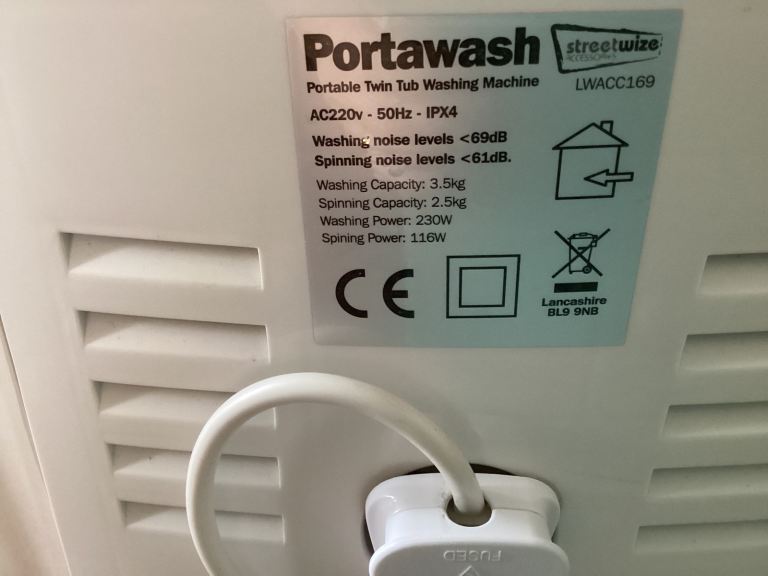 Portawash
streetwize
ACCESSORIES
Portable Twin Tub Washing Machine
LWACC169
AC220v - 50Hz - IPX4
Washing noise levels <69dB
Spinning noise levels <61dB.
Washing Capacity: 3.5kg
Spinning Capacity: 2.5kg
Washing Power: 230W
Spining Power: 116W
CE
Lancashire
BL9 9NB
FUSED